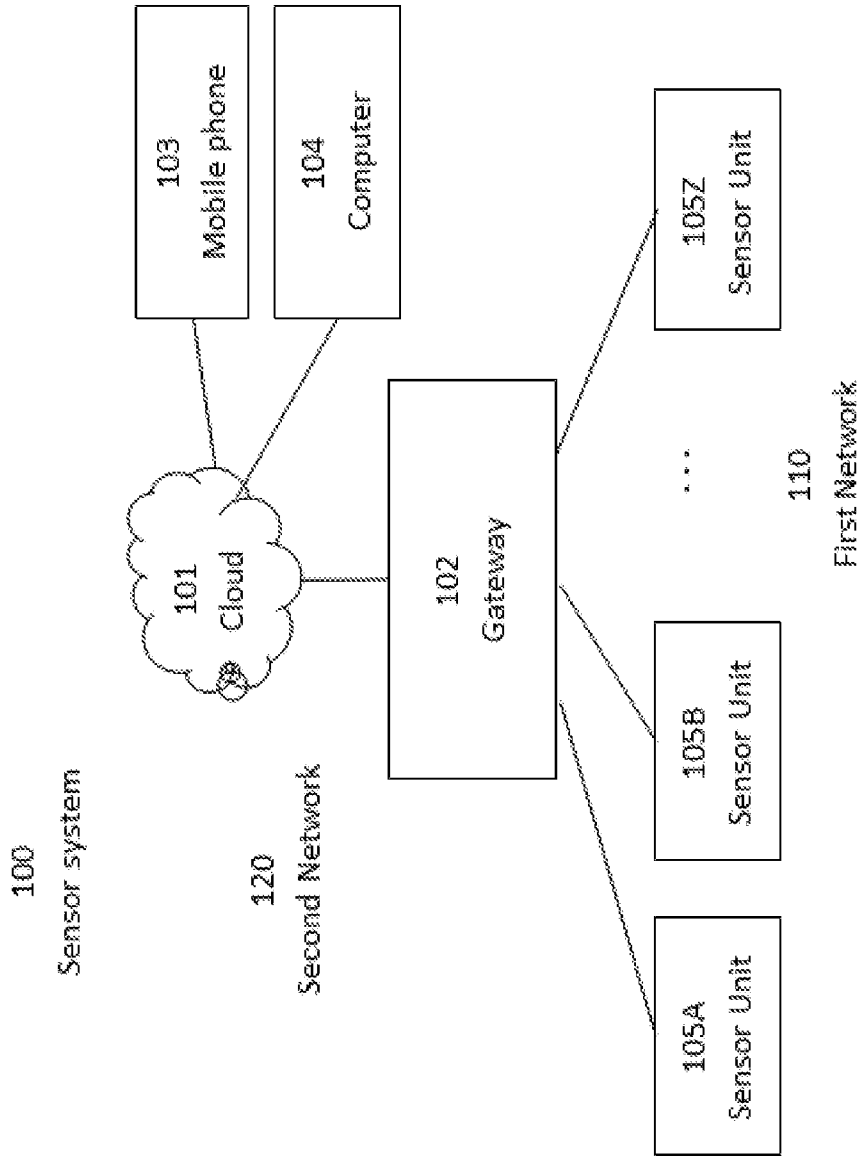 100
Sensor system
120
Second Network
101
Cloud
103
Mobile phone
104
Computer
102
Gateway
105A
Sensor Unit
105B
Sensor Unit
...
105Z
Sensor Unit
110
First Network